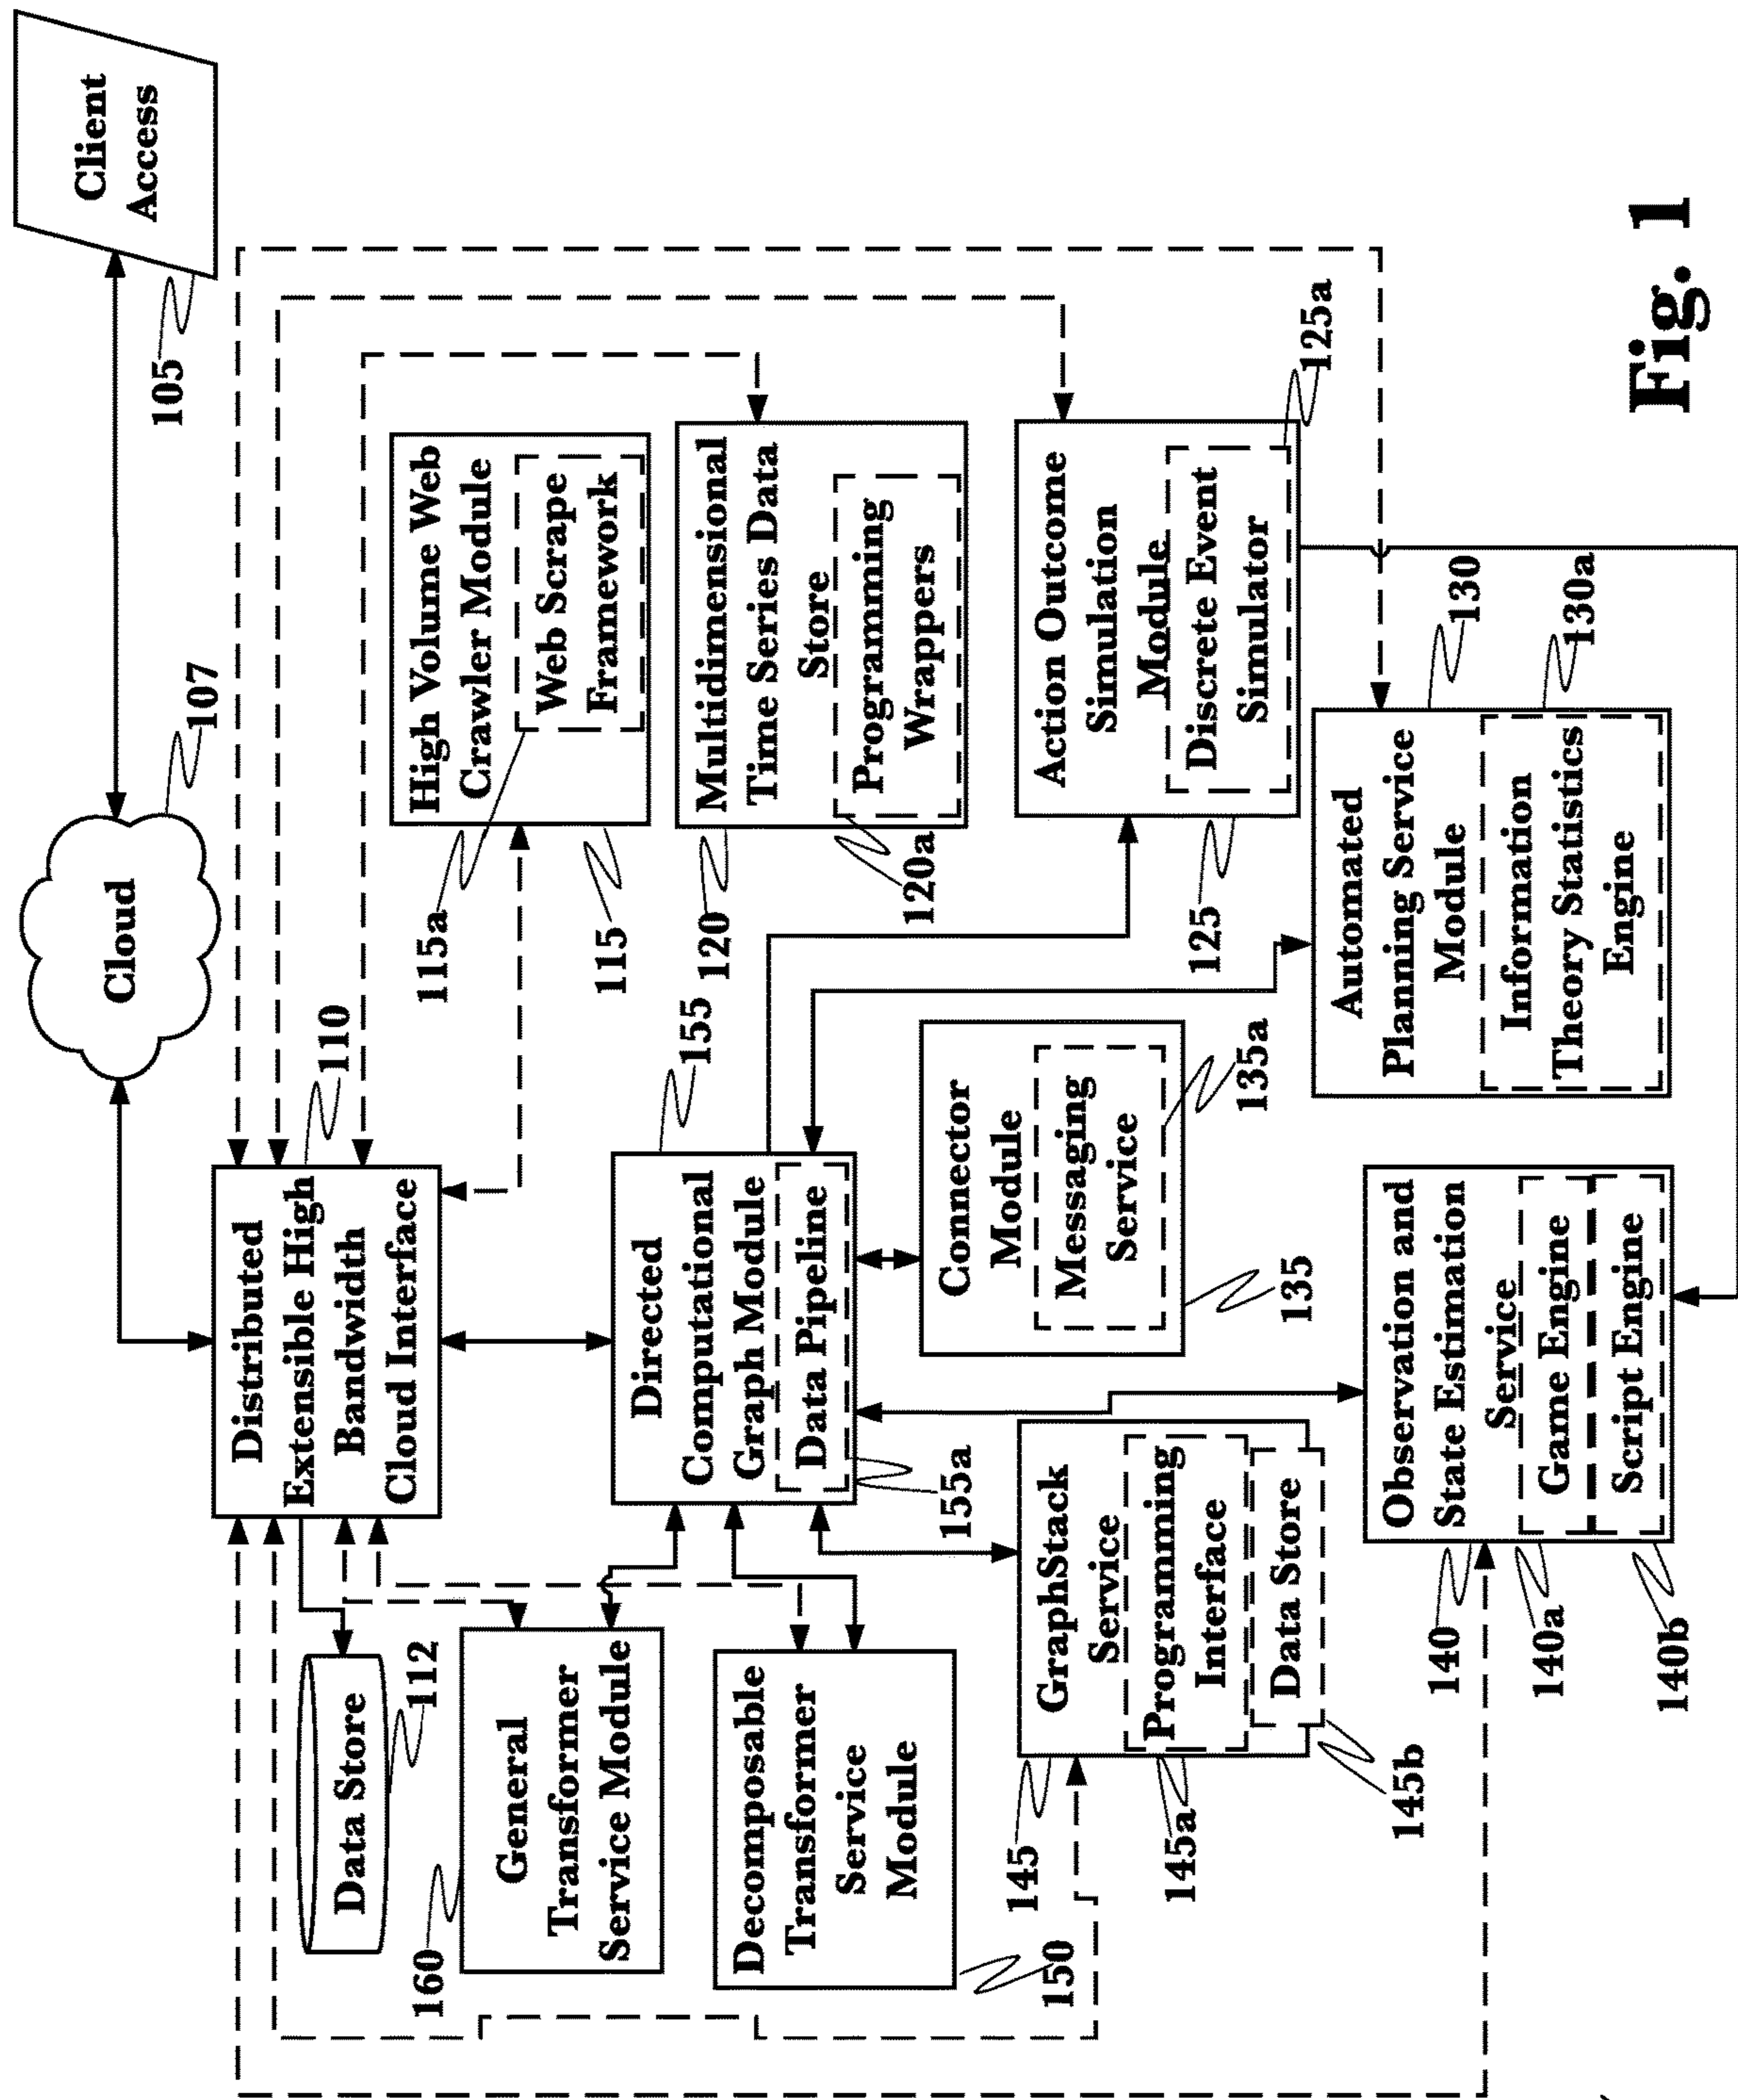 Client
Access
105
Cloud
107
Distributed
Extensible High
Bandwidth
Cloud Interface
110
Data Store
112
High Volume Web
Crawler Module
Web Scrape
Framework
115a
115
Multidimensional
Time Series Data
Store
Programming
Wrappers
120
120a
Action Outcome
Simulation
Module
Discrete Event
Simulator
125
125a
Automated
Planning Service
Module
Information
Theory Statistics
Engine
130
130a
Directed
Computational
Graph Module
Data Pipeline
155
155a
Connector
Module
Messaging
Service
135
135a
General
Transformer
Service Module
160
Decomposable
Transformer
Service
Module
150
GraphStack
Service
Programming
Interface
Data Store
145
145a
145b
Observation and
State Estimation
Service
Game Engine
Script Engine
140
140a
140b
Fig. 1